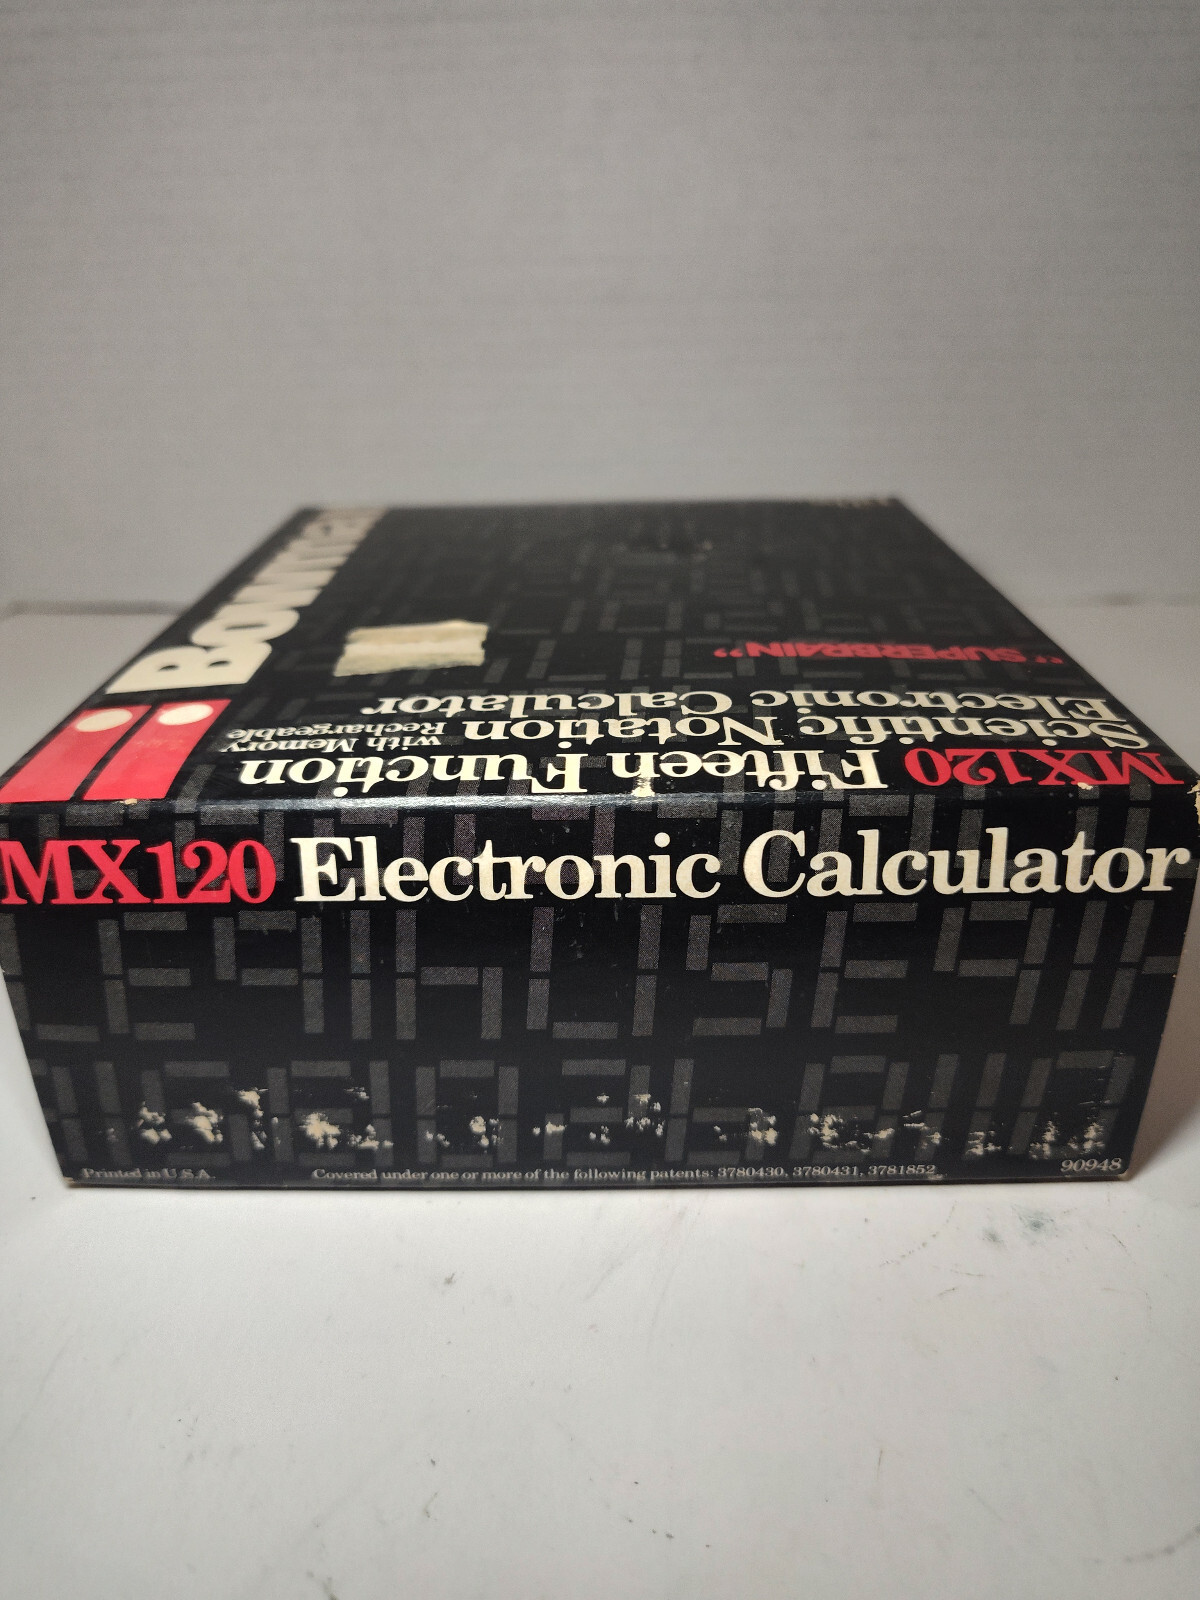 Bowmar
"SUPERBRAIN"
MX120 Fifteen Function
Scientific Notation
Electronic Calculator
with Memory
Rechargeable
MX120 Electronic Calculator
Printed in U.S.A.
Covered under one or more of the following patents: 3780430, 3780431, 3781852
90948